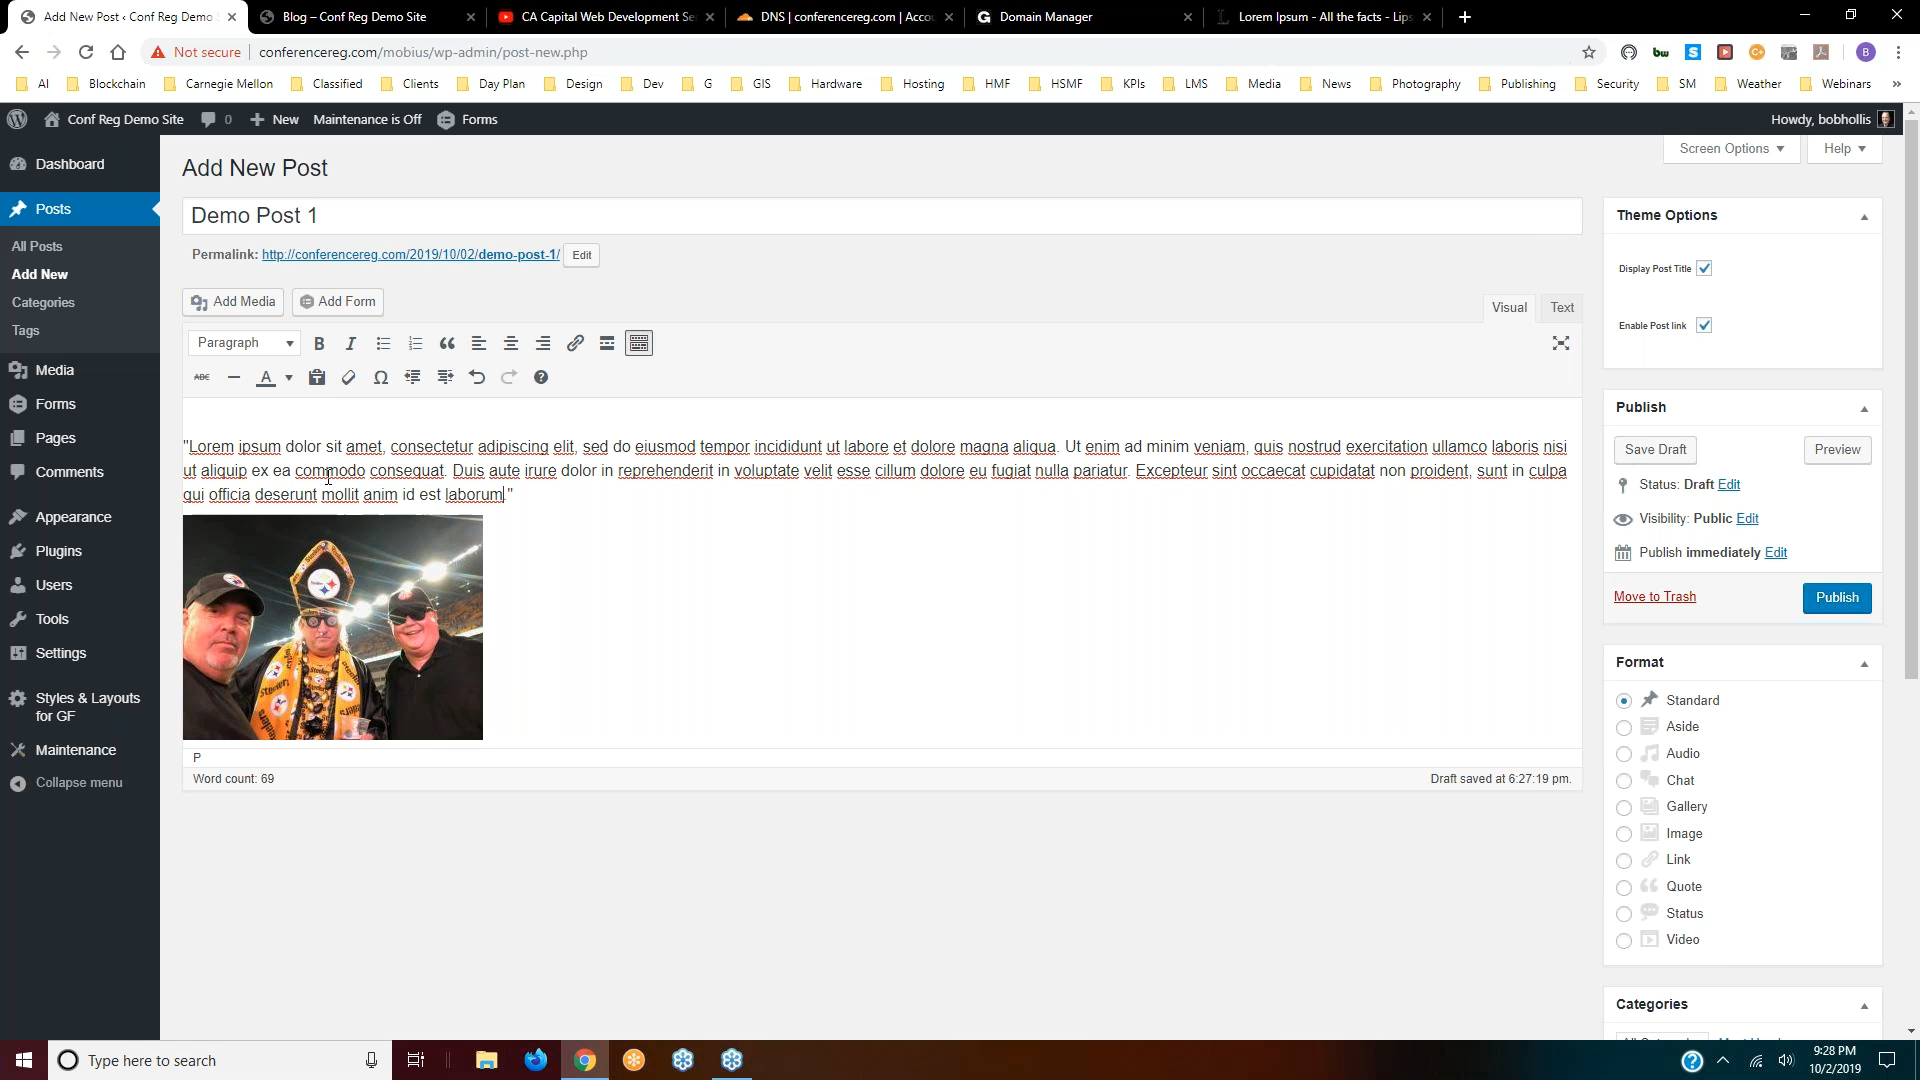 Add New Post ‹ Conf Reg Demo
Blog – Conf Reg Demo Site
CA Capital Web Development Se
DNS | conferencereg.com | Accou
Domain Manager
Lorem Ipsum - All the facts - Lips
Not secure
conferencereg.com/mobius/wp-admin/post-new.php
AI
Blockchain
Carnegie Mellon
Classified
Clients
Day Plan
Design
Dev
G
GIS
Hardware
Hosting
HMF
HSMF
KPIs
LMS
Media
News
Photography
Publishing
Security
SM
Weather
Webinars
Conf Reg Demo Site
0
New
Maintenance is Off
Forms
Howdy, bobhollis
Dashboard
Posts
All Posts
Add New
Categories
Tags
Media
Forms
Pages
Comments
Appearance
Plugins
Users
Tools
Settings
Styles & Layouts
for GF
Maintenance
Collapse menu
Add New Post
Screen Options
Help
Demo Post 1
Permalink: http://conferencereg.com/2019/10/02/demo-post-1/ Edit
Add Media
Add Form
Visual
Text
Paragraph
B
I
ABC
A
"Lorem ipsum dolor sit amet, consectetur adipiscing elit, sed do eiusmod tempor incididunt ut labore et dolore magna aliqua. Ut enim ad minim veniam, quis nostrud exercitation ullamco laboris nisi
ut aliquip ex ea commodo consequat. Duis aute irure dolor in reprehenderit in voluptate velit esse cillum dolore eu fugiat nulla pariatur. Excepteur sint occaecat cupidatat non proident, sunt in culpa
qui officia deserunt mollit anim id est laborum."
Steelers
P
Word count: 69
Draft saved at 6:27:19 pm.
Theme Options
Display Post Title
Enable Post link
Publish
Save Draft
Preview
Status: Draft Edit
Visibility: Public Edit
Publish immediately Edit
Move to Trash
Publish
Format
Standard
Aside
Audio
Chat
Gallery
Image
Link
Quote
Status
Video
Categories
Type here to search
9:28 PM
10/2/2019